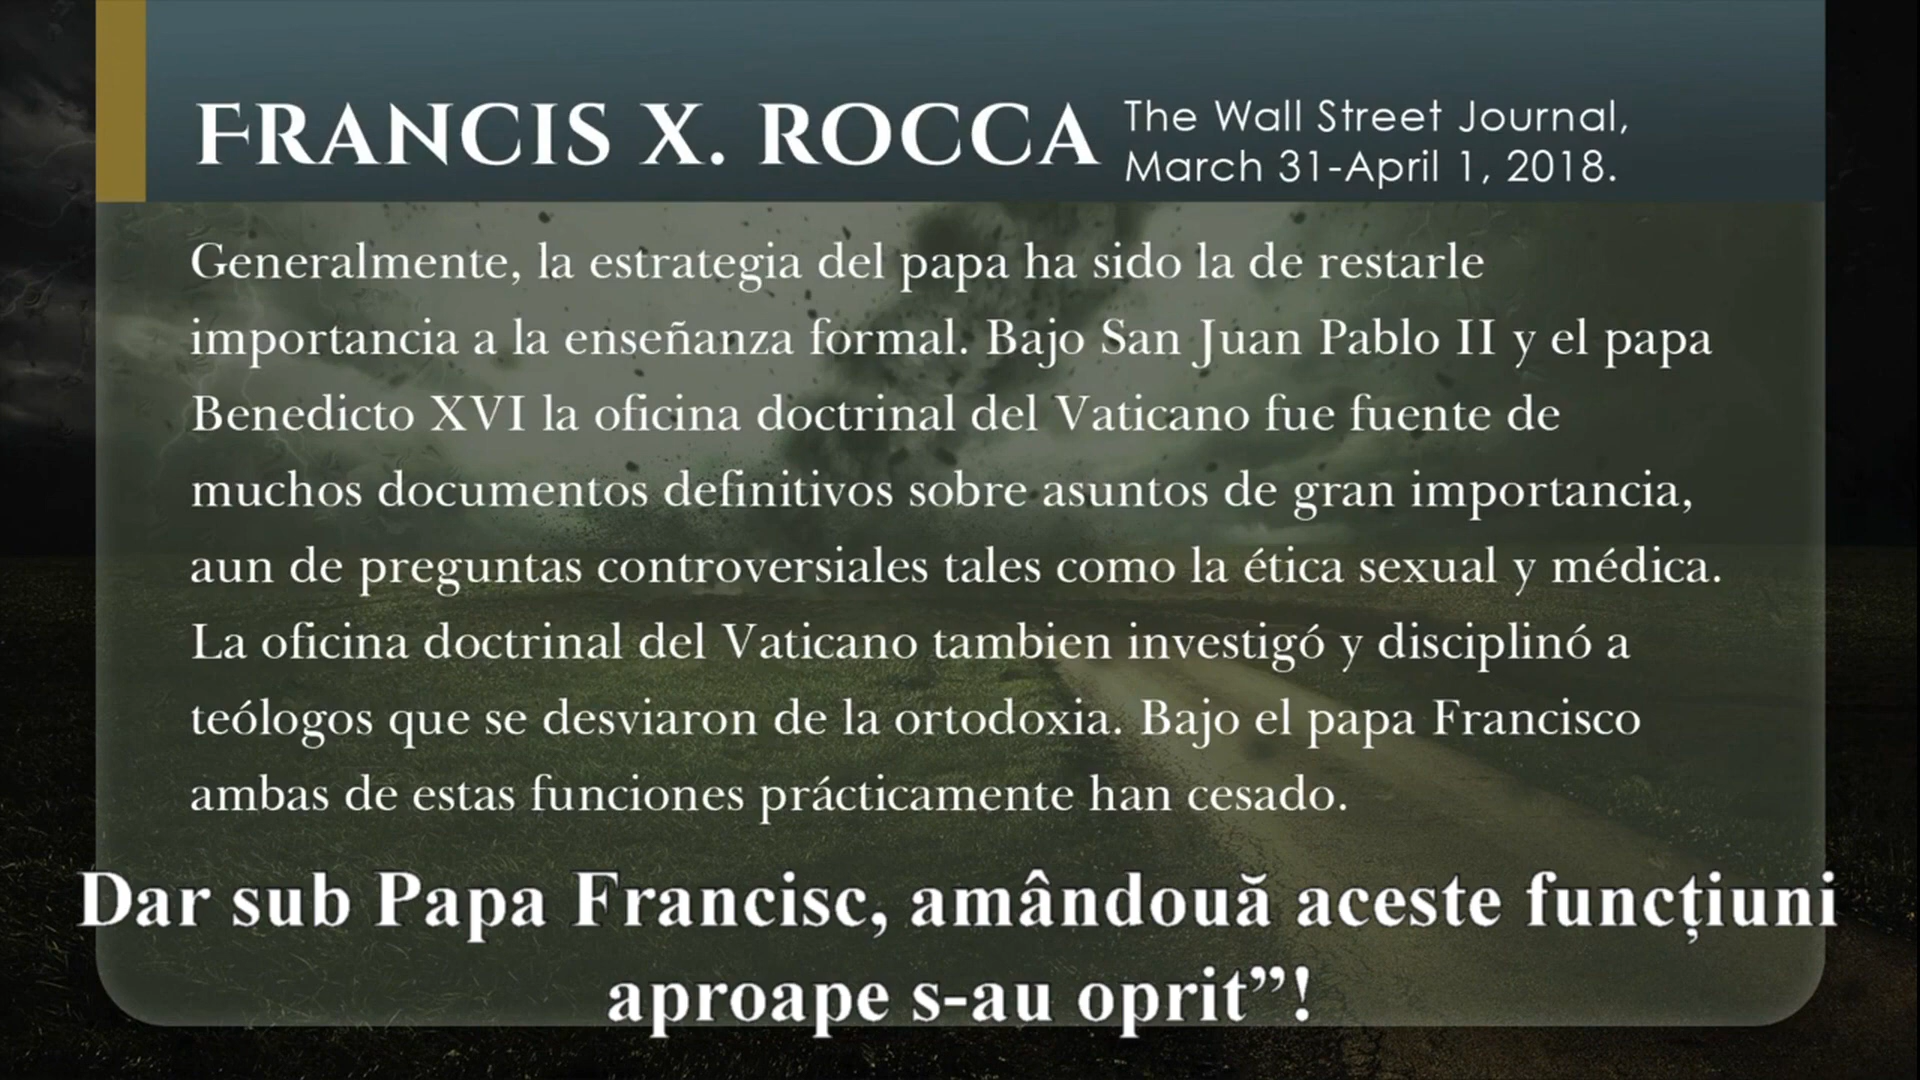 FRANCIS X. ROCCA
The Wall Street Journal,
March 31-April 1, 2018.
Generalmente, la estrategia del papa ha sido la de restarle
importancia a la enseñanza formal. Bajo San Juan Pablo II y el papa
Benedicto XVI la oficina doctrinal del Vaticano fue fuente de
muchos documentos definitivos sobre asuntos de gran importancia,
aun de preguntas controversiales tales como la ética sexual y médica.
La oficina doctrinal del Vaticano tambien investigó y disciplinó a
teólogos que se desviaron de la ortodoxia. Bajo el papa Francisco
ambas de estas funciones prácticamente han cesado.
Dar sub Papa Francisc, amândouă aceste funcțiuni
aproape s-au oprit”!